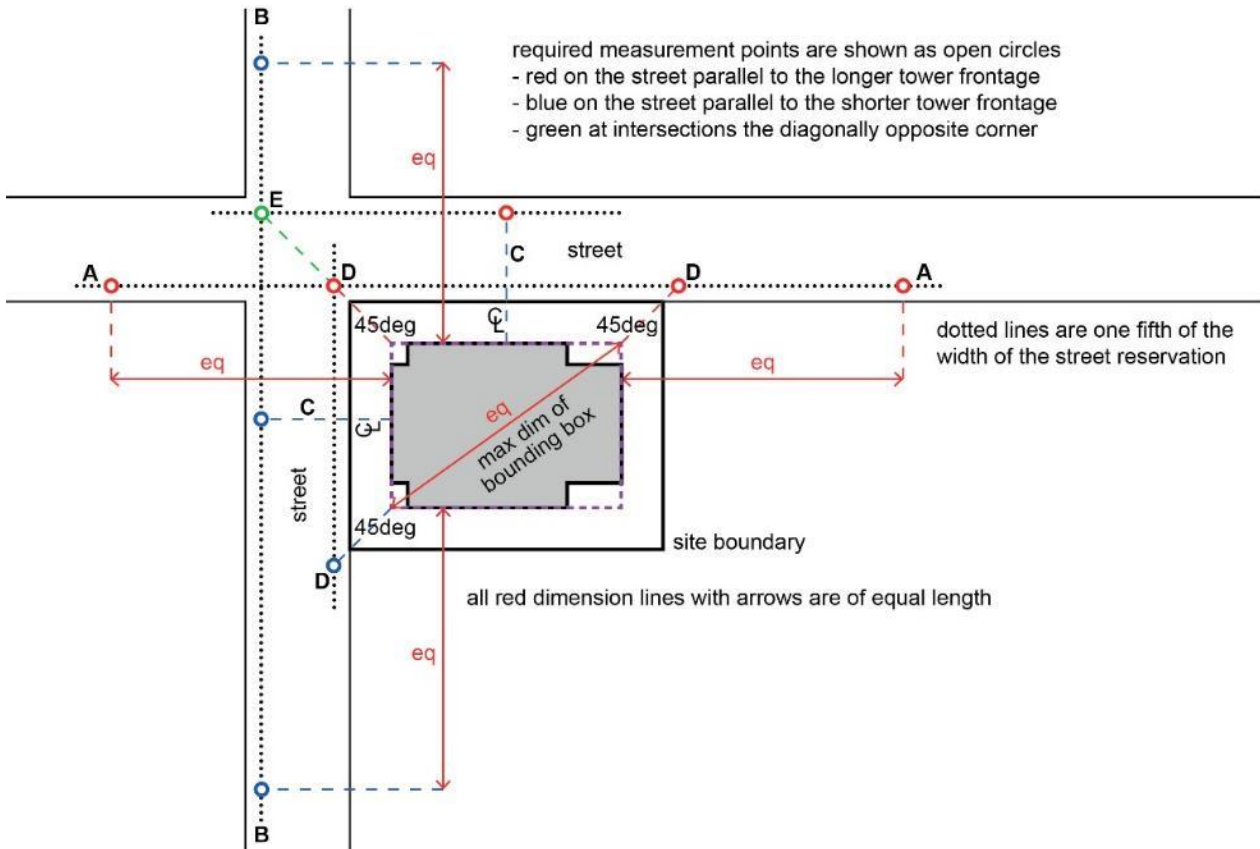 B
required measurement points are shown as open circles
- red on the street parallel to the longer tower frontage
- blue on the street parallel to the shorter tower frontage
- green at intersections the diagonally opposite corner
eq
E
C
street
A
D
D
A
℄
45deg
45deg
dotted lines are one fifth of the
width of the street reservation
eq
eq
C
eq
℄
max dim of
bounding box
street
45deg
site boundary
D
all red dimension lines with arrows are of equal length
eq
B